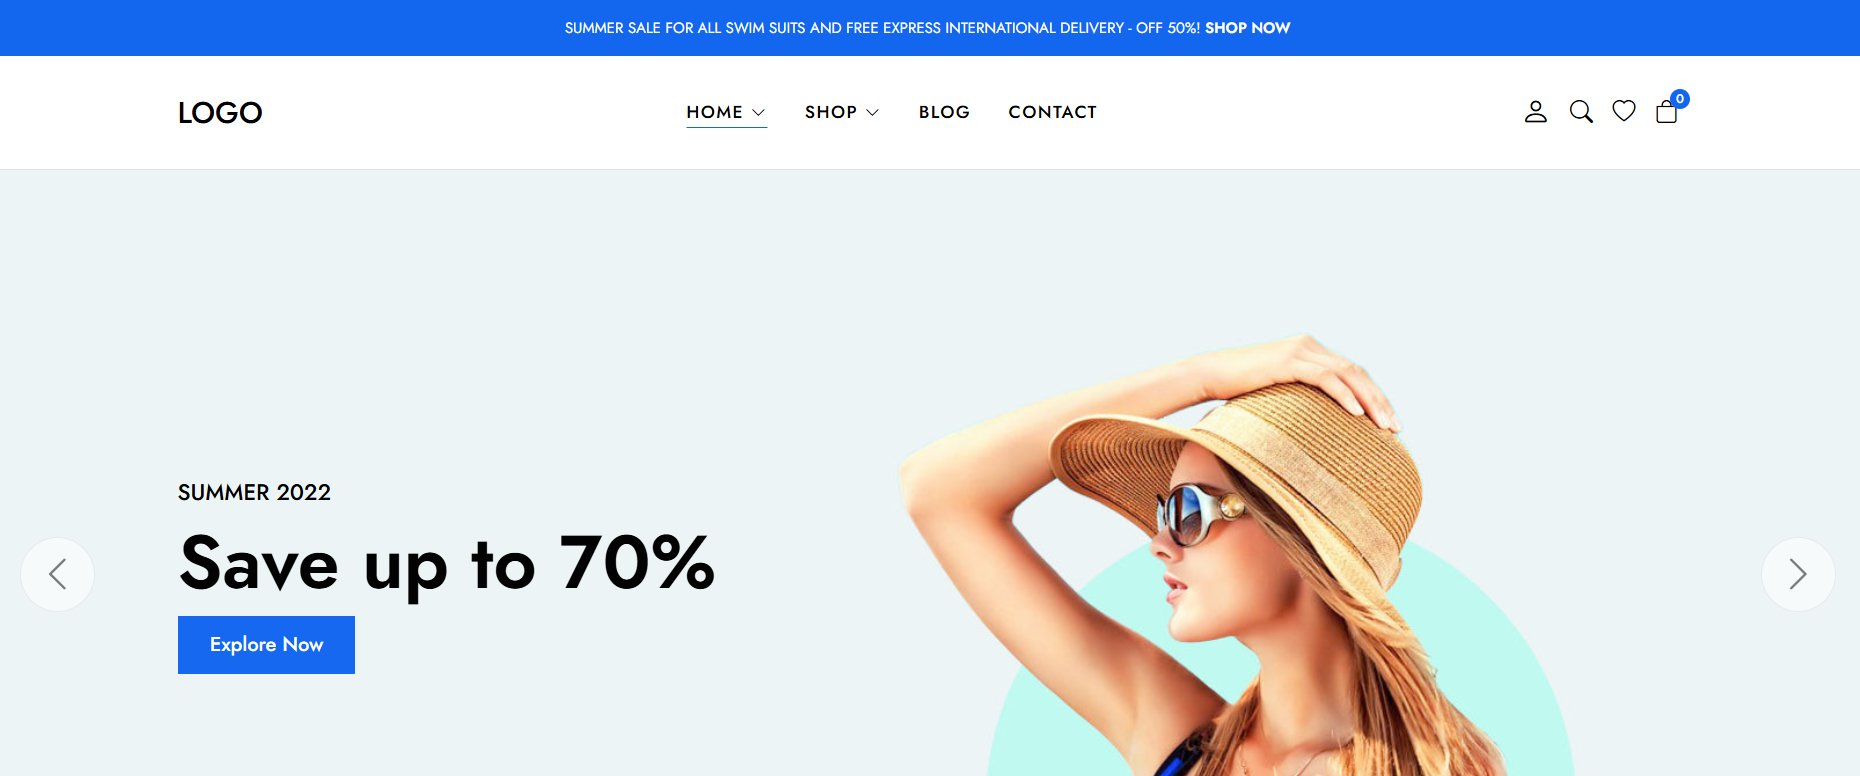 SUMMER SALE FOR ALL SWIM SUITS AND FREE EXPRESS INTERNATIONAL DELIVERY - OFF 50%! SHOP NOW
LOGO
HOME SHOP BLOG CONTACT
0
SUMMER 2022
Save up to 70%
Explore Now